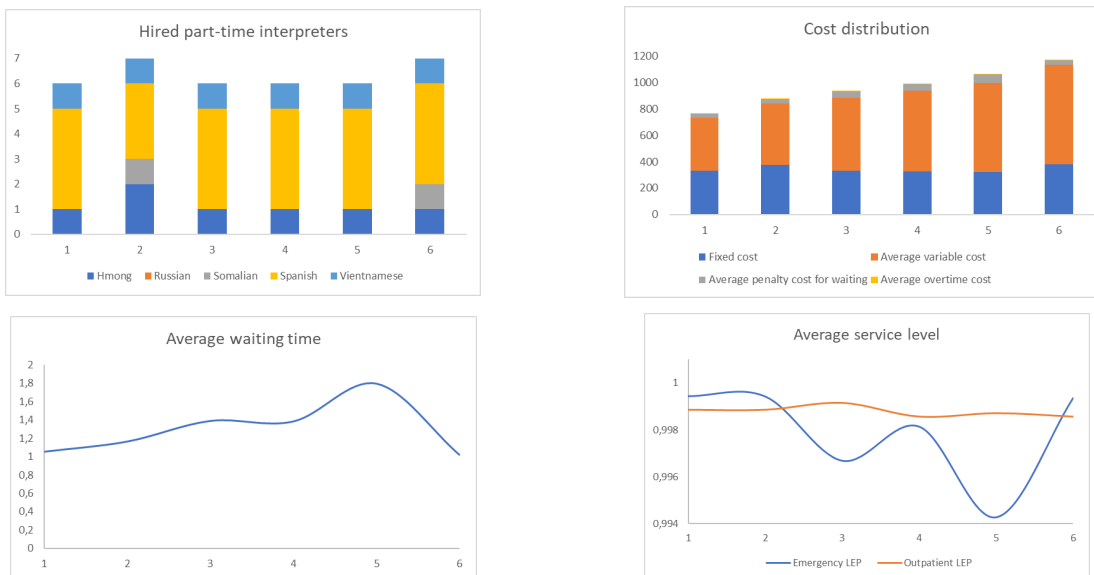 Hired part-time interpreters
7
6
5
4
3
2
1
0
1 2 3 4 5 6
Hmong Russian Somalian Spanish Vientnamese
Cost distribution
1200
1000
800
600
400
200
0
1 2 3 4 5 6
Fixed cost Average variable cost
Average penalty cost for waiting Average overtime cost
Average waiting time
2
1,8
1,6
1,4
1,2
1
0,8
0,6
0,4
0,2
0
1 2 3 4 5 6
Average service level
1
0,998
0,996
0,994
1 2 3 4 5 6
Emergency LEP Outpatient LEP